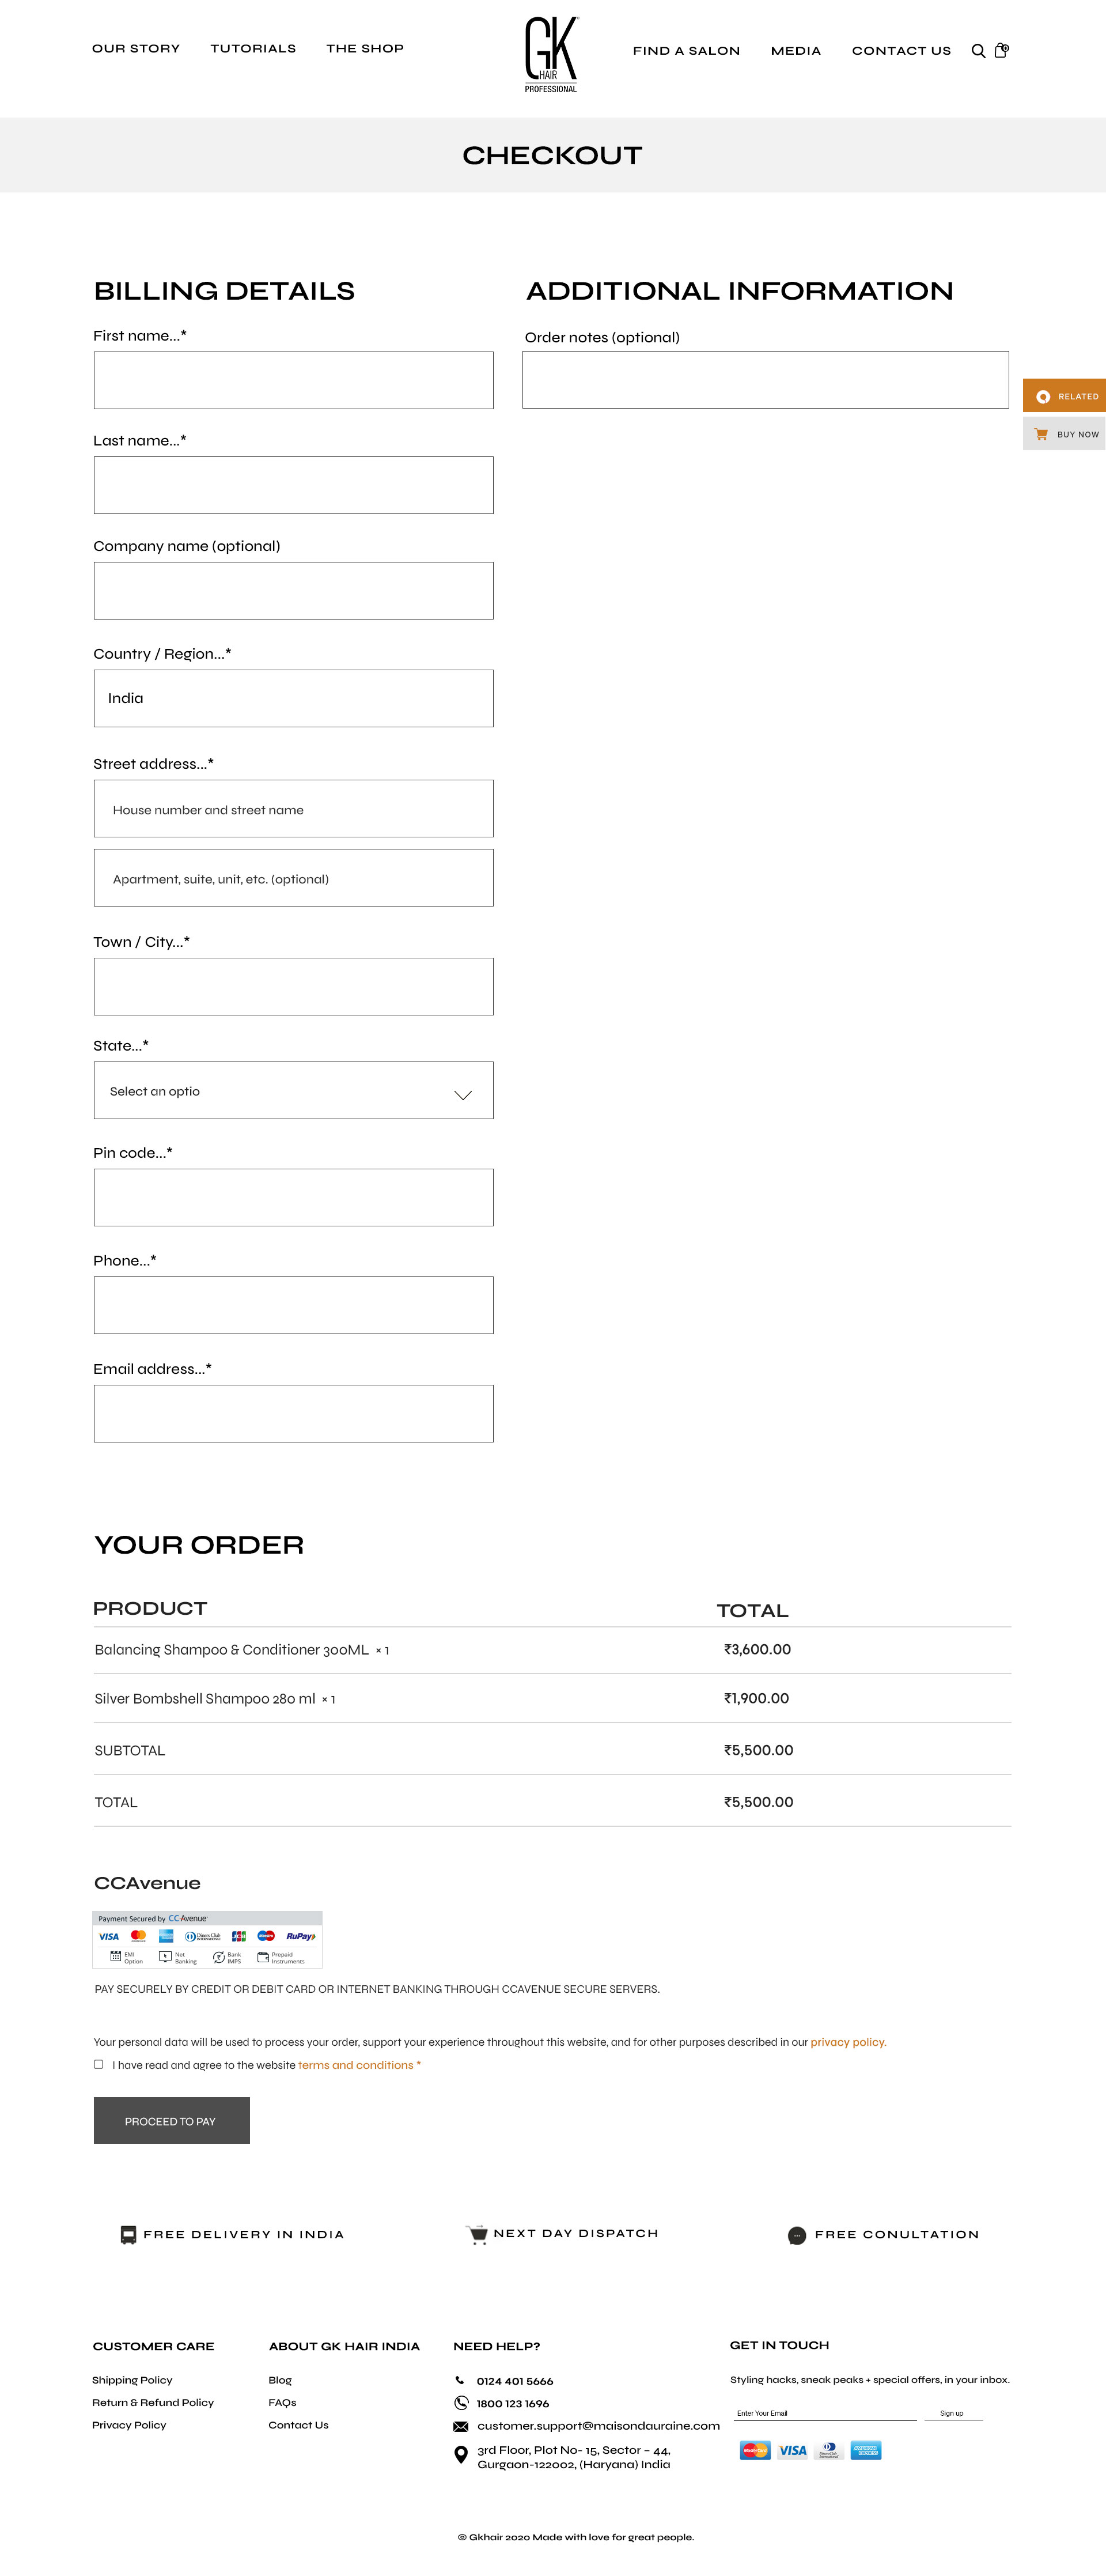 OUR STORY TUTORIALS THE SHOP
GK
HAIR
PROFESSIONAL
FIND A SALON MEDIA CONTACT US
CHECKOUT
BILLING DETAILS
First name...*
Last name...*
Company name (optional)
Country / Region...*
India
Street address...*
House number and street name
Apartment, suite, unit, etc. (optional)
Town / City...*
State...*
Select an optio
Pin code...*
Phone...*
Email address...*
ADDITIONAL INFORMATION
Order notes (optional)
RELATED
BUY NOW
YOUR ORDER
PRODUCT TOTAL
Balancing Shampoo & Conditioner 300ML × 1 ₹3,600.00
Silver Bombshell Shampoo 280 ml × 1 ₹1,900.00
SUBTOTAL ₹5,500.00
TOTAL ₹5,500.00
CCAvenue
Payment Secured by CCAvenue
VISA MasterCard Diners Club JCB Maestro RuPay
EMI Option Net Banking Bank IMPS Prepaid Instruments
PAY SECURELY BY CREDIT OR DEBIT CARD OR INTERNET BANKING THROUGH CCAVENUE SECURE SERVERS.
Your personal data will be used to process your order, support your experience throughout this website, and for other purposes described in our privacy policy.
I have read and agree to the website terms and conditions *
PROCEED TO PAY
FREE DELIVERY IN INDIA NEXT DAY DISPATCH FREE CONULTATION
CUSTOMER CARE
Shipping Policy
Return & Refund Policy
Privacy Policy
ABOUT GK HAIR INDIA
Blog
FAQs
Contact Us
NEED HELP?
0124 401 5666
1800 123 1696
customer.support@maisondauraine.com
3rd Floor, Plot No- 15, Sector – 44,
Gurgaon-122002, (Haryana) India
GET IN TOUCH
Styling hacks, sneak peaks + special offers, in your inbox.
Enter Your Email Sign up
MasterCard VISA Diners Club International
© Gkhair 2020 Made with love for great people.